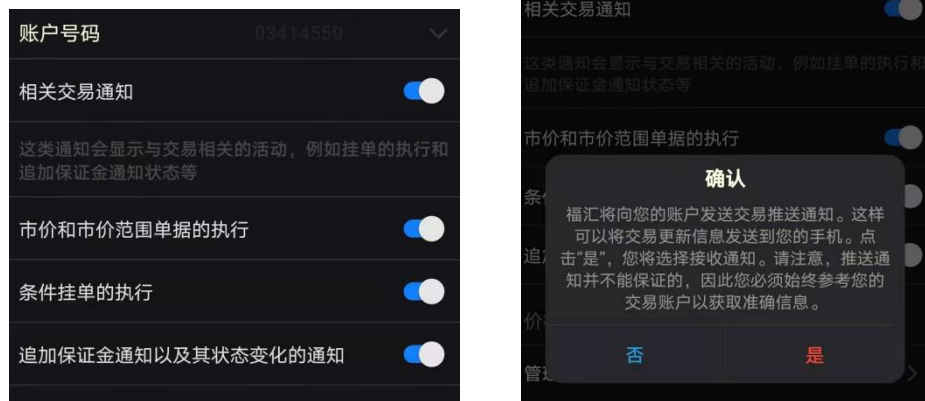 账户号码
03414550
相关交易通知
这类通知会显示与交易相关的活动，例如挂单的执行和
追加保证金通知状态等
市价和市价范围单据的执行
条件挂单的执行
追加保证金通知以及其状态变化的通知
相关交易通知
这类通知会显示与交易相关的活动，例如挂单的执行和
追加保证金通知状态等
市价和市价范围单据的执行
条
追
价
管理
确认
福汇将向您的账户发送交易推送通知。这样
可以将交易更新信息发送到您的手机。点
击“是”，您将选择接收通知。请注意，推送通
知并不能保证的，因此您必须始终参考您的
交易账户以获取准确信息。
否
是